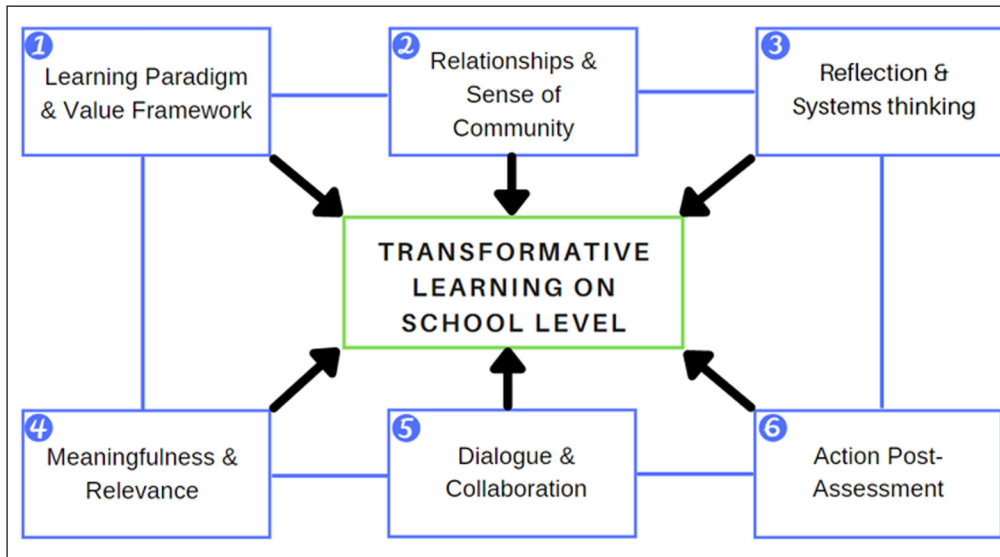 1
Learning Paradigm
& Value Framework
2
Relationships &
Sense of
Community
3
Reflection &
Systems thinking
TRANSFORMATIVE
LEARNING ON
SCHOOL LEVEL
4
Meaningfulness &
Relevance
5
Dialogue &
Collaboration
6
Action Post-
Assessment